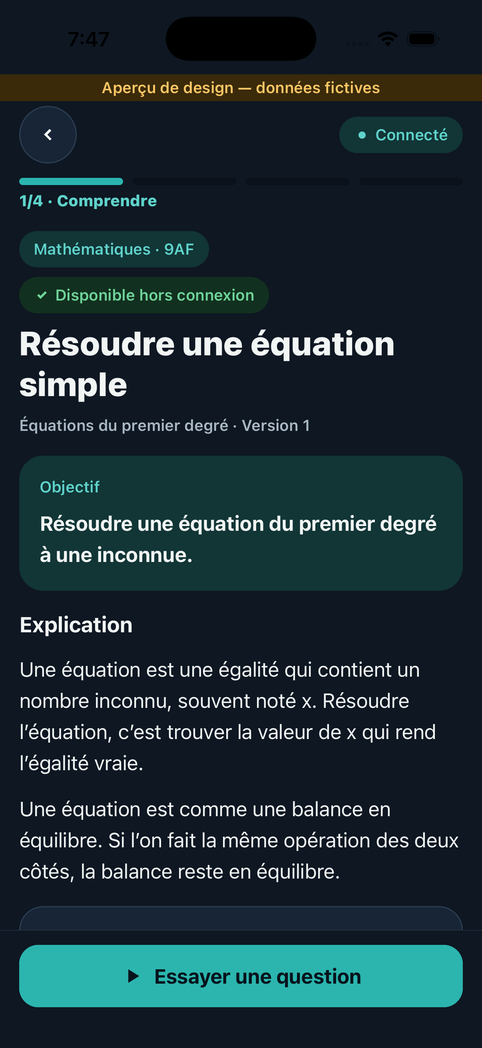 7:47
Aperçu de design — données fictives
Connecté
1/4 · Comprendre
Mathématiques · 9AF
Disponible hors connexion
Résoudre une équation
simple
Équations du premier degré · Version 1
Objectif
Résoudre une équation du premier degré
à une inconnue.
Explication
Une équation est une égalité qui contient un
nombre inconnu, souvent noté x. Résoudre
l’équation, c’est trouver la valeur de x qui rend
l’égalité vraie.
Une équation est comme une balance en
équilibre. Si l’on fait la même opération des deux
côtés, la balance reste en équilibre.
Essayer une question